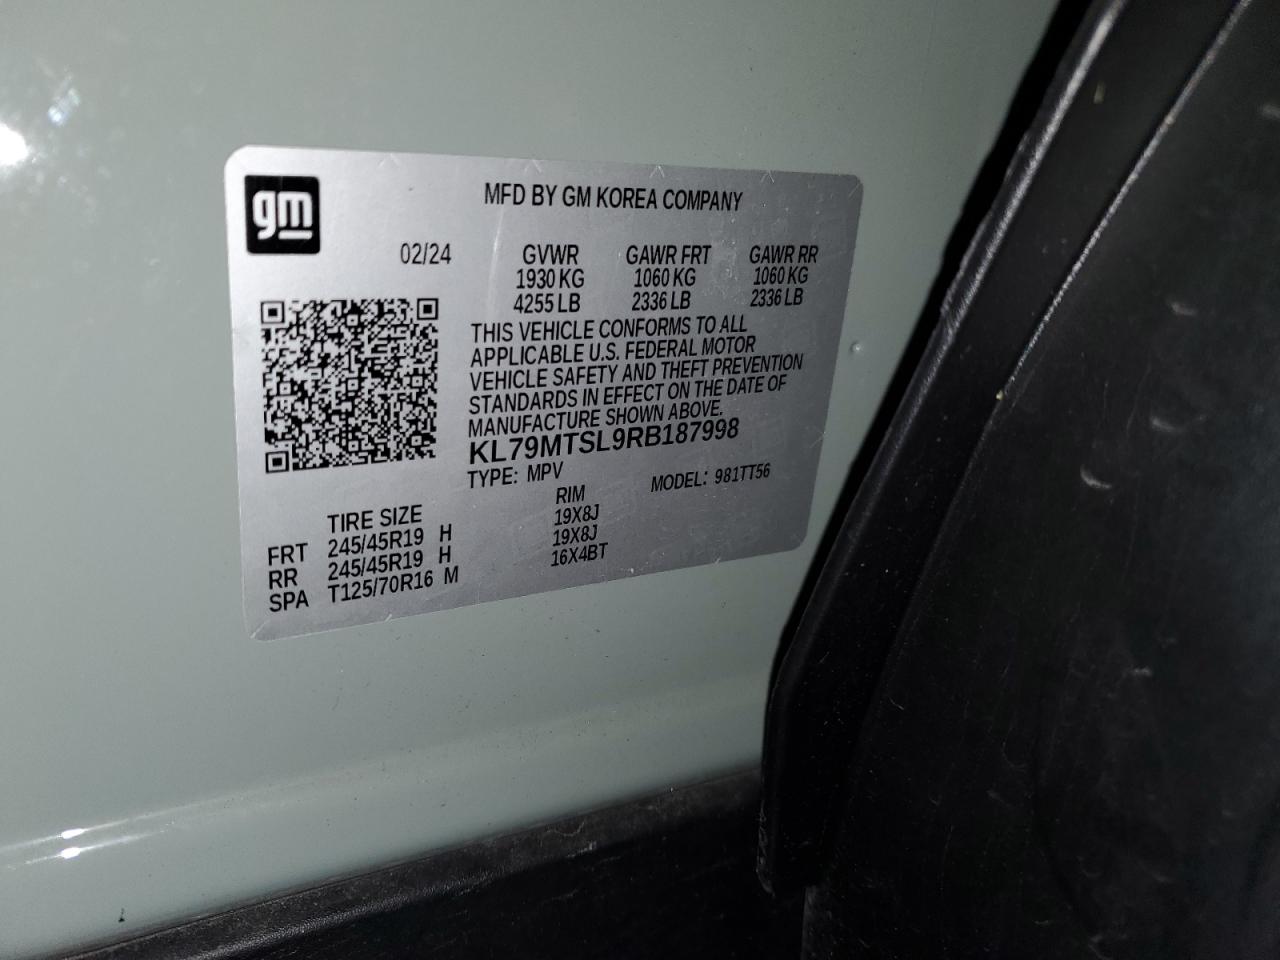 gm
MFD BY GM KOREA COMPANY
02/24 GVWR GAWR FRT GAWR RR
1930 KG 1060 KG 1060 KG
4255 LB 2336 LB 2336 LB
THIS VEHICLE CONFORMS TO ALL
APPLICABLE U.S. FEDERAL MOTOR
VEHICLE SAFETY AND THEFT PREVENTION
STANDARDS IN EFFECT ON THE DATE OF
MANUFACTURE SHOWN ABOVE.
KL79MTSL9RB187998
TYPE: MPV MODEL: 981TT56
TIRE SIZE RIM
FRT 245/45R19 H 19X8J
RR 245/45R19 H 19X8J
SPA T125/70R16 M 16X4BT